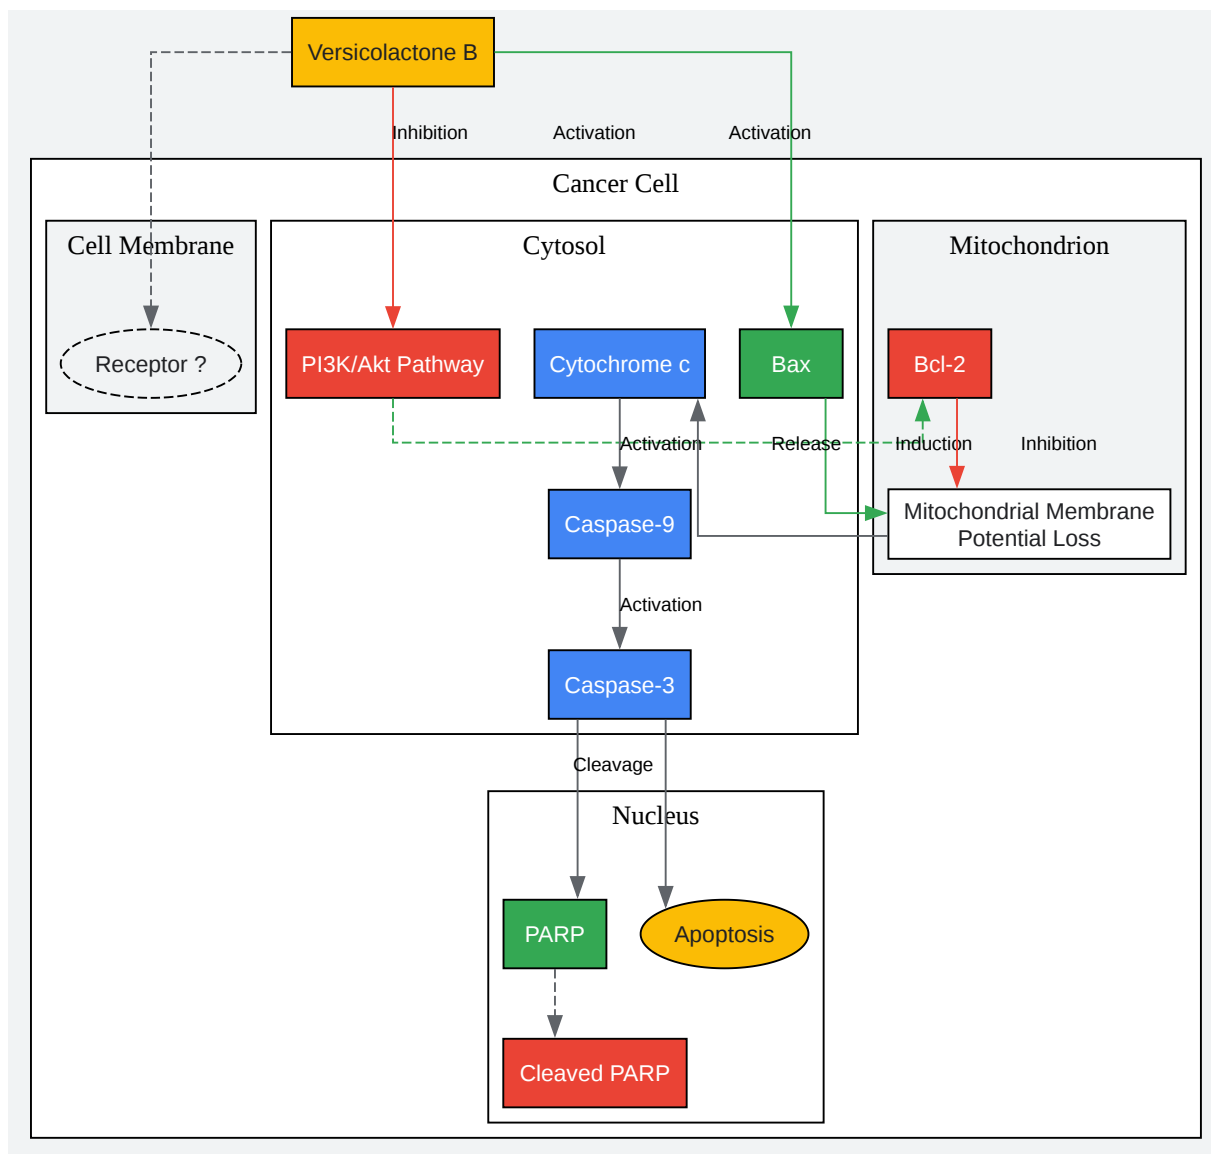 Versicolactone B
Inhibition
Activation
Activation
Cancer Cell
Cell Membrane
Cytosol
Mitochondrion
Receptor ?
PI3K/Akt Pathway
Cytochrome c
Bax
Bcl-2
Activation
Release
Induction
Inhibition
Caspase-9
Mitochondrial Membrane
Potential Loss
Activation
Caspase-3
Cleavage
Nucleus
PARP
Apoptosis
Cleaved PARP